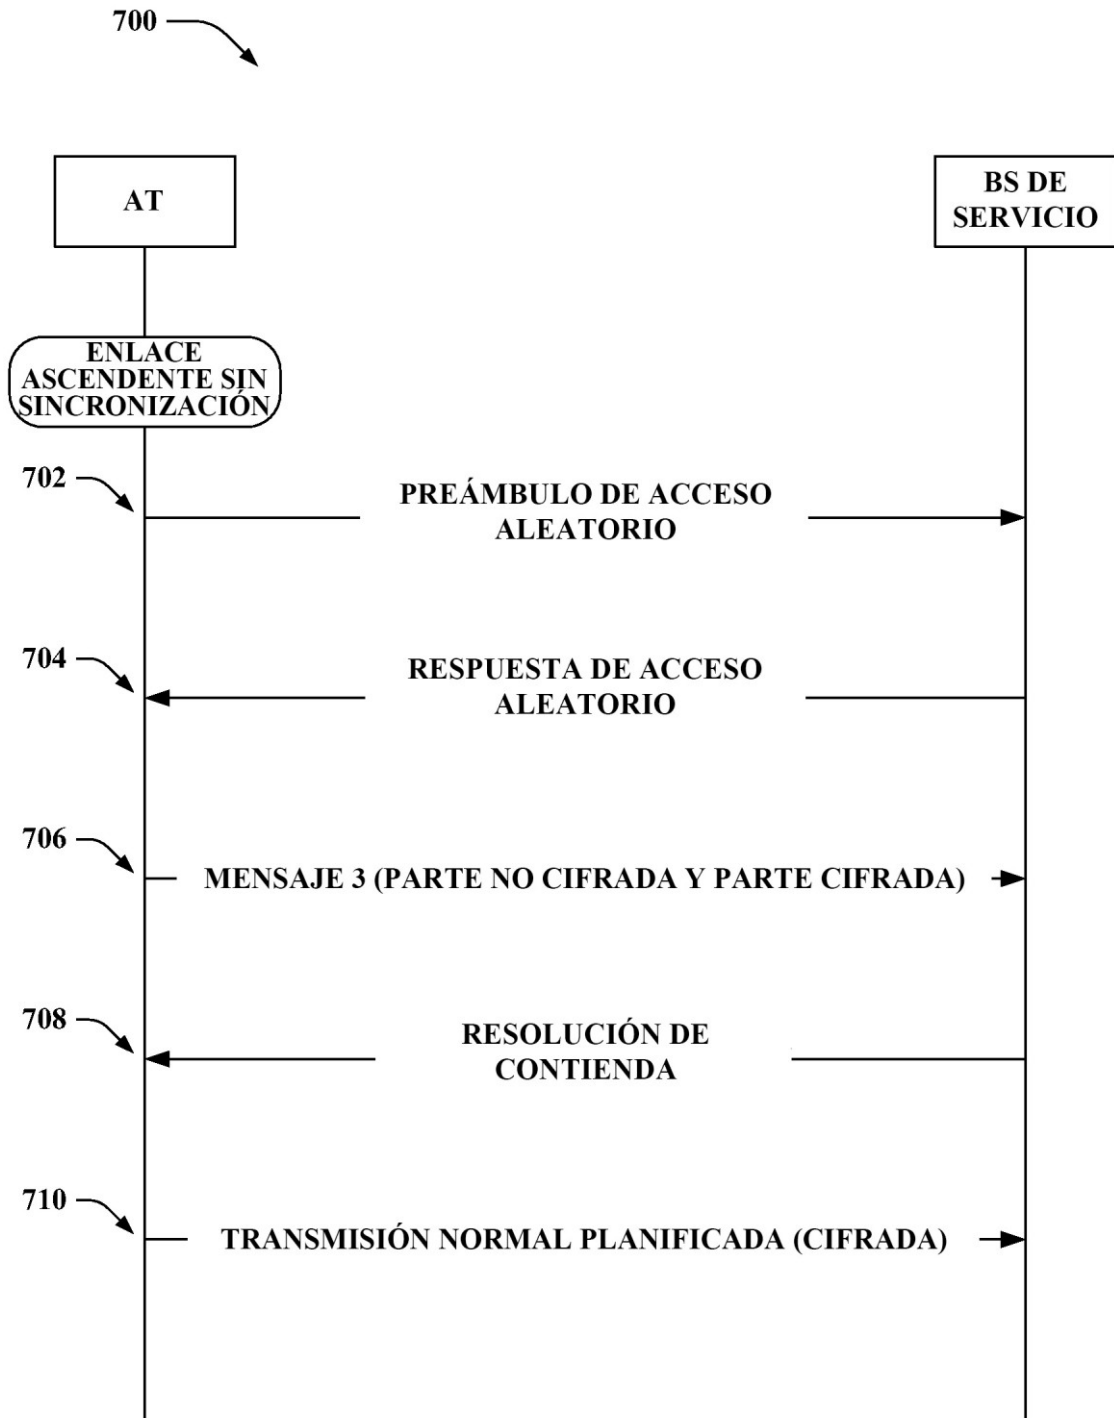 700
AT
BS DE
SERVICIO
ENLACE
ASCENDENTE SIN
SINCRONIZACIÓN
702
PREÁMBULO DE ACCESO
ALEATORIO
704
RESPUESTA DE ACCESO
ALEATORIO
706
MENSAJE 3 (PARTE NO CIFRADA Y PARTE CIFRADA)
708
RESOLUCIÓN DE
CONTIENDA
710
TRANSMISIÓN NORMAL PLANIFICADA (CIFRADA)